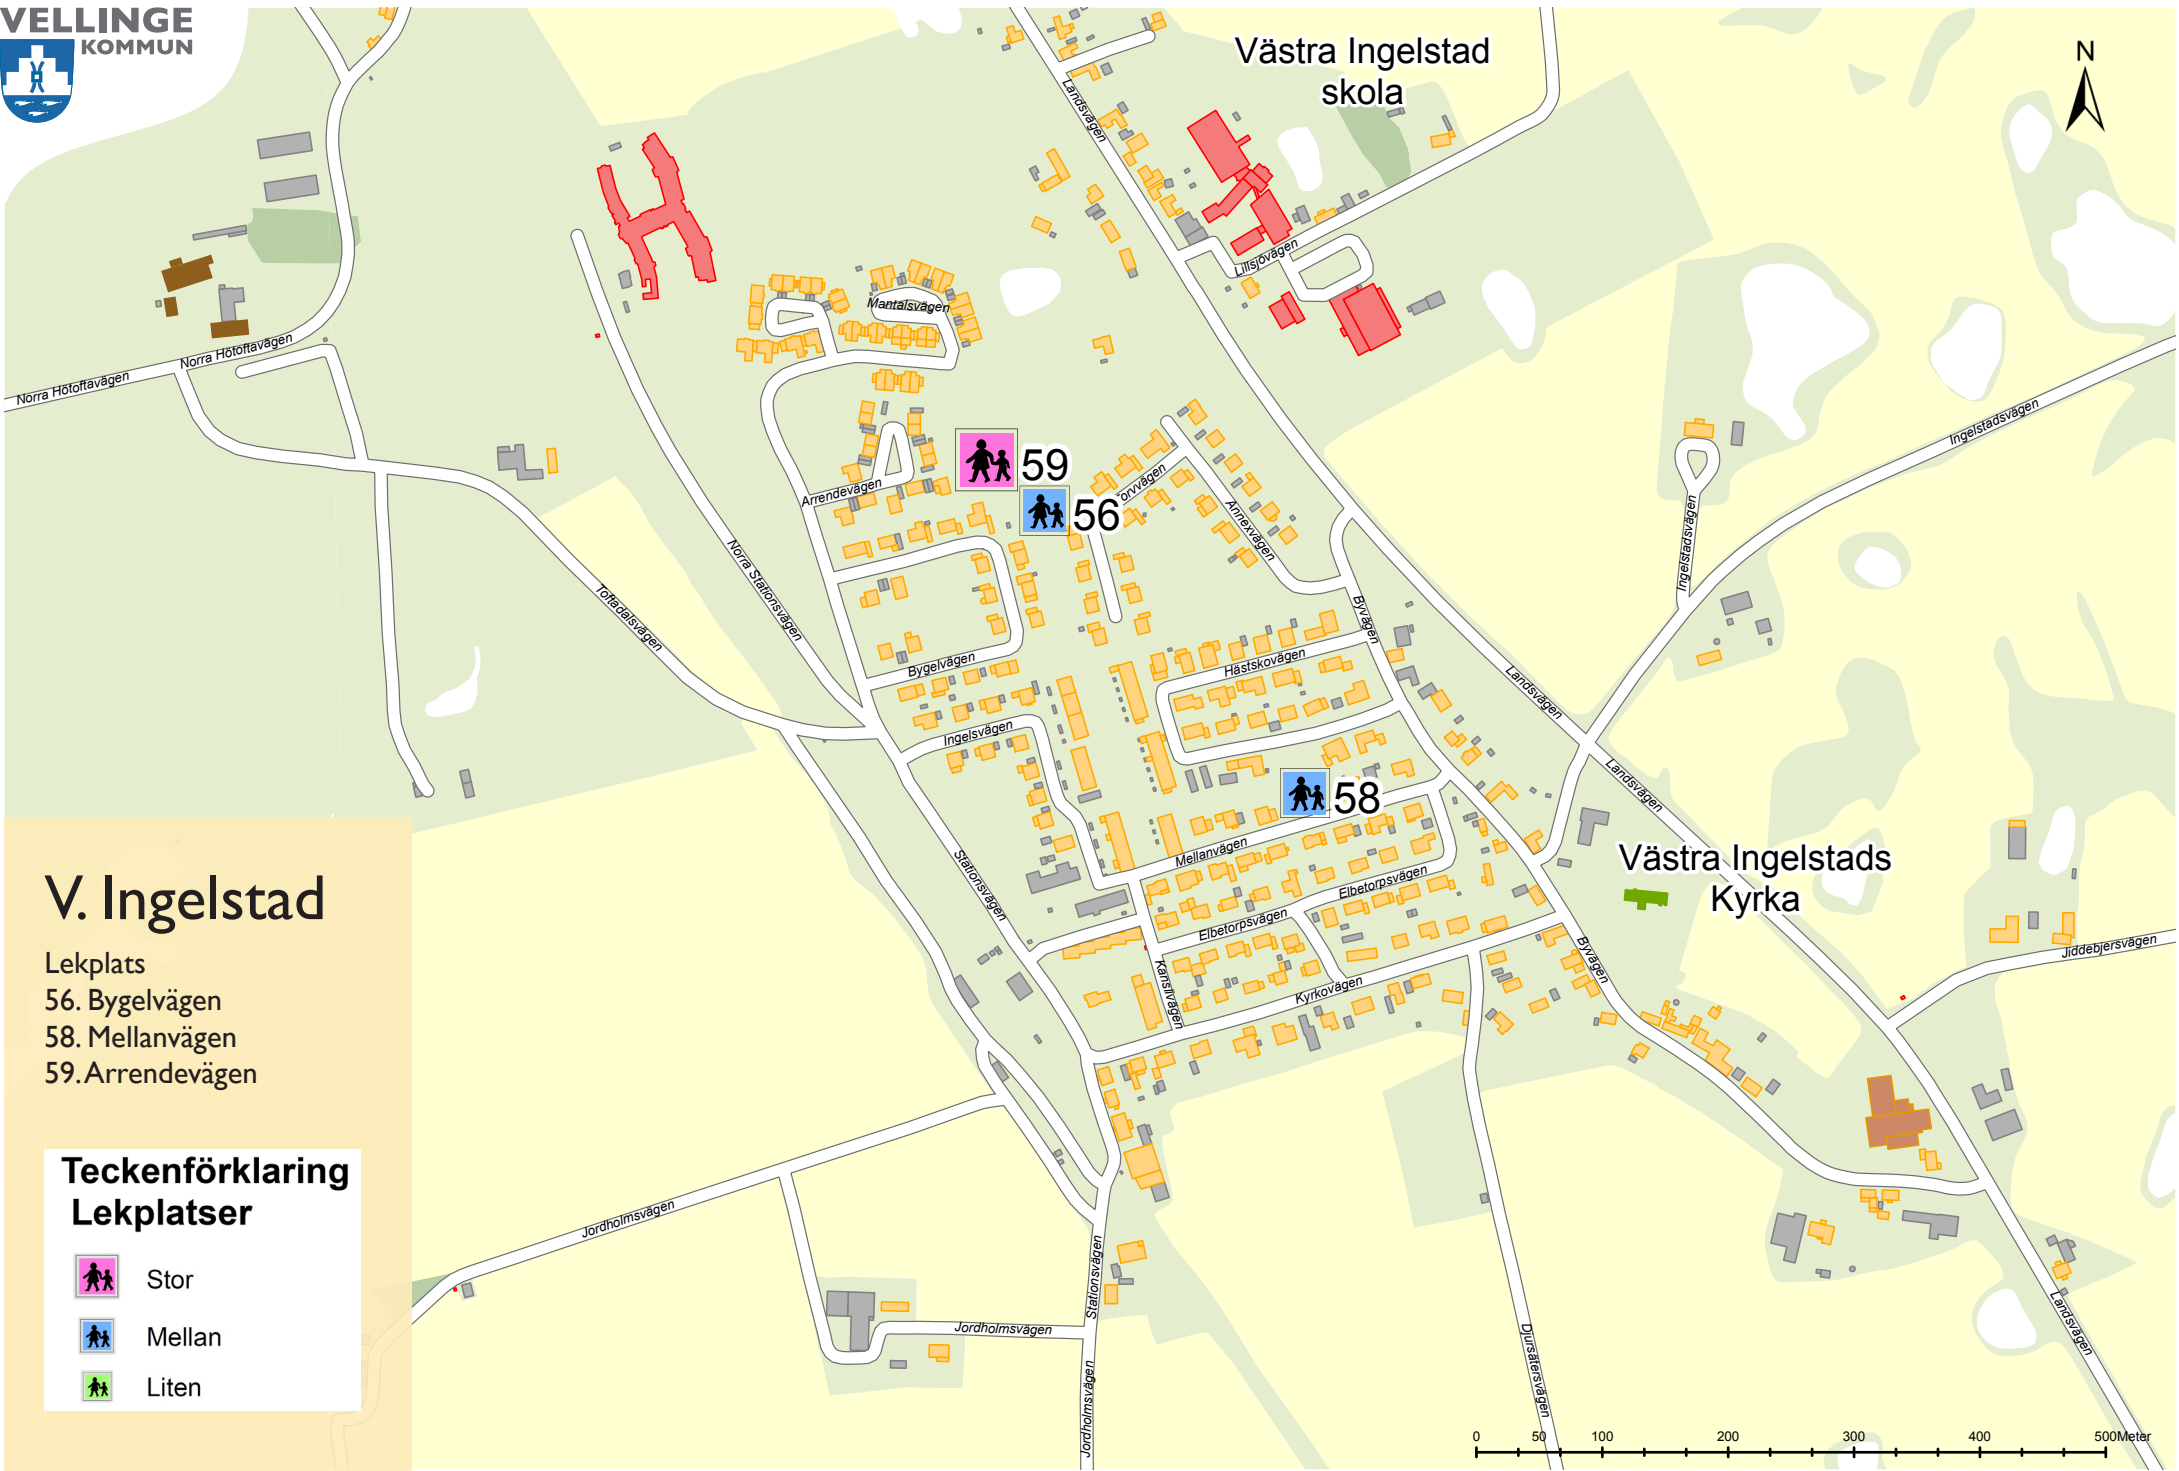 VELLINGE
KOMMUN
Västra Ingelstad
skola
N
Landsvägen
Lillsjövägen
Mantalsvägen
Norra Hötoftavägen
Norra Hötoftavägen
Ingelstadsvägen
59
Arrendevägen
56
Annexvägen
Ingelstadsvägen
Norra Stationsvägen
Toftadalsvägen
Byvägen
Bygelvägen
Hästskovägen
Landsvägen
Ingelsvägen
Landsvägen
58
Mellanvägen
Stationsvägen
Västra Ingelstads
Kyrka
Elbetorpsvägen
Elbetorpsvägen
Byvägen
Jiddebjersvägen
Kanslivägen
Kyrkovägen
V. Ingelstad
Lekplats
56. Bygelvägen
58. Mellanvägen
59. Arrendevägen
Teckenförklaring
Lekplatser
Stor
Mellan
Liten
Jordholmsvägen
Stationsvägen
Jordholmsvägen
Jordholmsvägen
Djursätersvägen
Landsvägen
0 50 100 200 300 400 500Meter